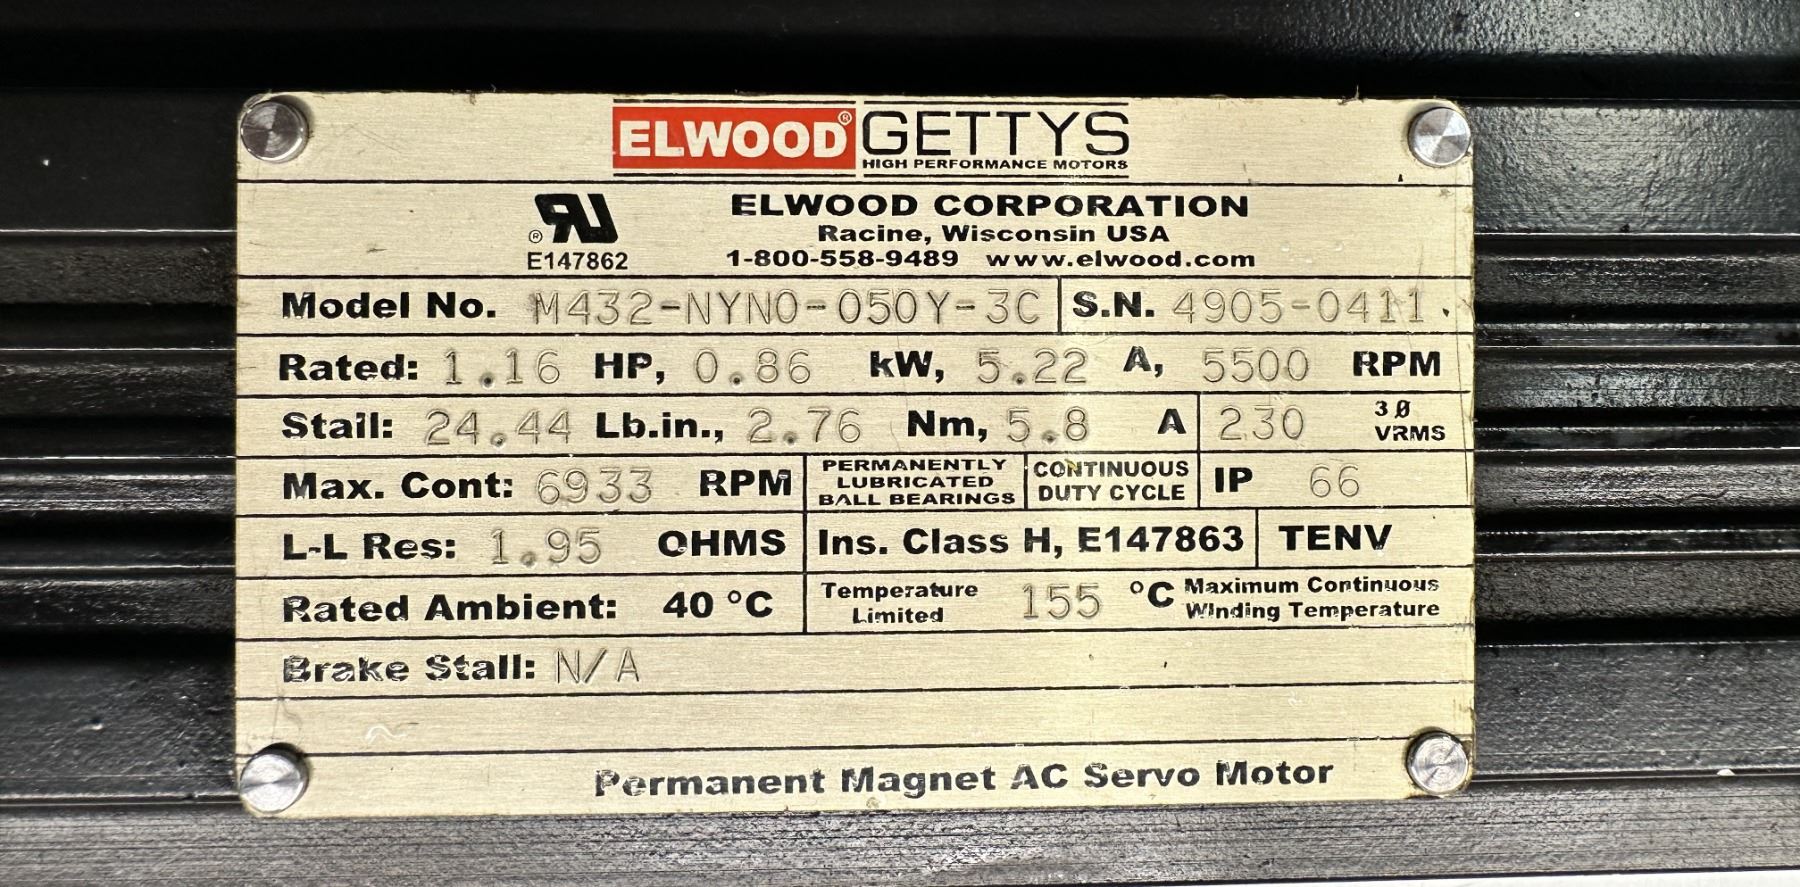 ELWOOD® GETTYS
HIGH PERFORMANCE MOTORS
ELWOOD CORPORATION
Racine, Wisconsin USA
® E147862 1-800-558-9489 www.elwood.com
Model No. M432-NYN0-050Y-3C S.N. 4905-0411
Rated: 1.16 HP, 0.86 kW, 5.22 A, 5500 RPM
Stall: 24.44 Lb.in., 2.76 Nm, 5.8 A 230 3Ø VRMS
Max. Cont: 6933 RPM PERMANENTLY LUBRICATED BALL BEARINGS CONTINUOUS DUTY CYCLE IP 66
L-L Res: 1.95 OHMS Ins. Class H, E147863 TENV
Rated Ambient: 40 °C Temperature Limited 155 °C Maximum Continuous Winding Temperature
Brake Stall: N/A
Permanent Magnet AC Servo Motor